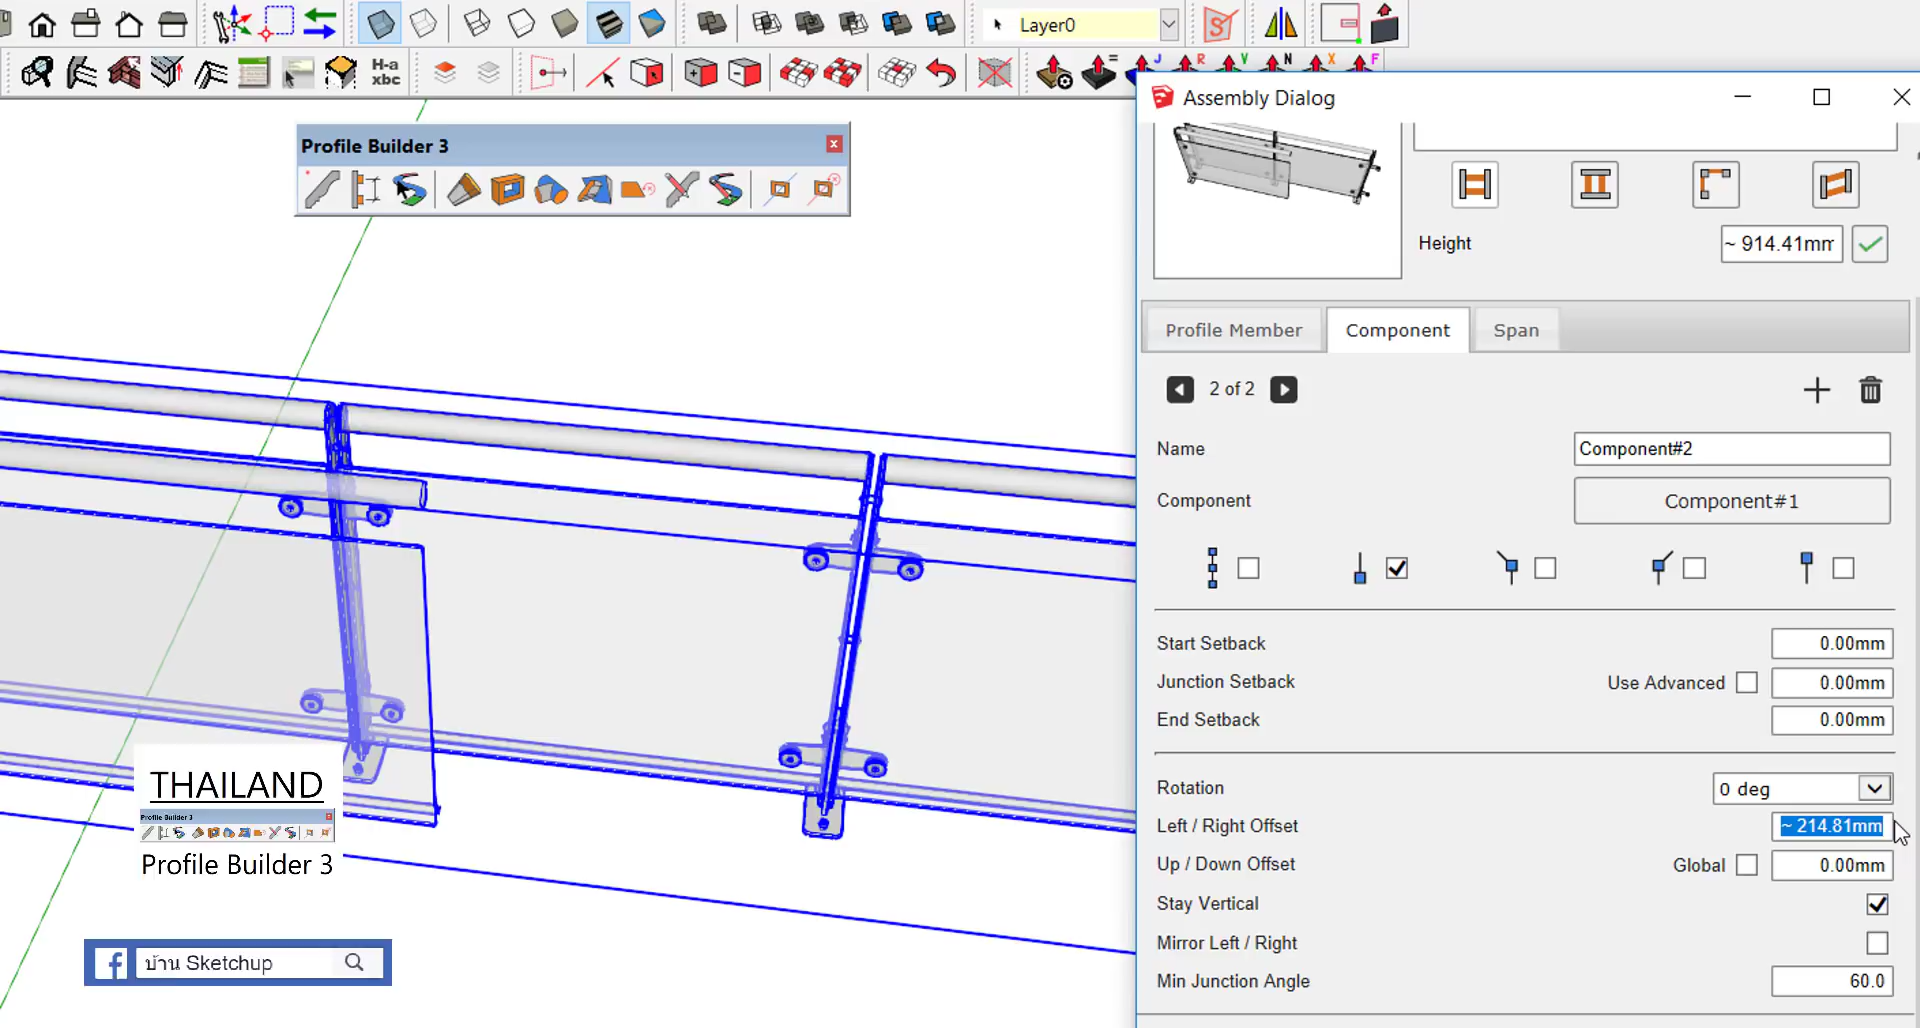 Layer0
H-a
xbc
=
J
R
V
N
X
F
Assembly Dialog
Profile Builder 3
Height
~ 914.41mm
Profile Member
Component
Span
2 of 2
Name
Component#2
Component
Component#1
Start Setback
0.00mm
Junction Setback
Use Advanced
0.00mm
End Setback
0.00mm
Rotation
0 deg
Left / Right Offset
~ 214.81mm
Up / Down Offset
Global
0.00mm
Stay Vertical
Mirror Left / Right
Min Junction Angle
60.0
THAILAND
Profile Builder 3
Profile Builder 3
บ้าน Sketchup